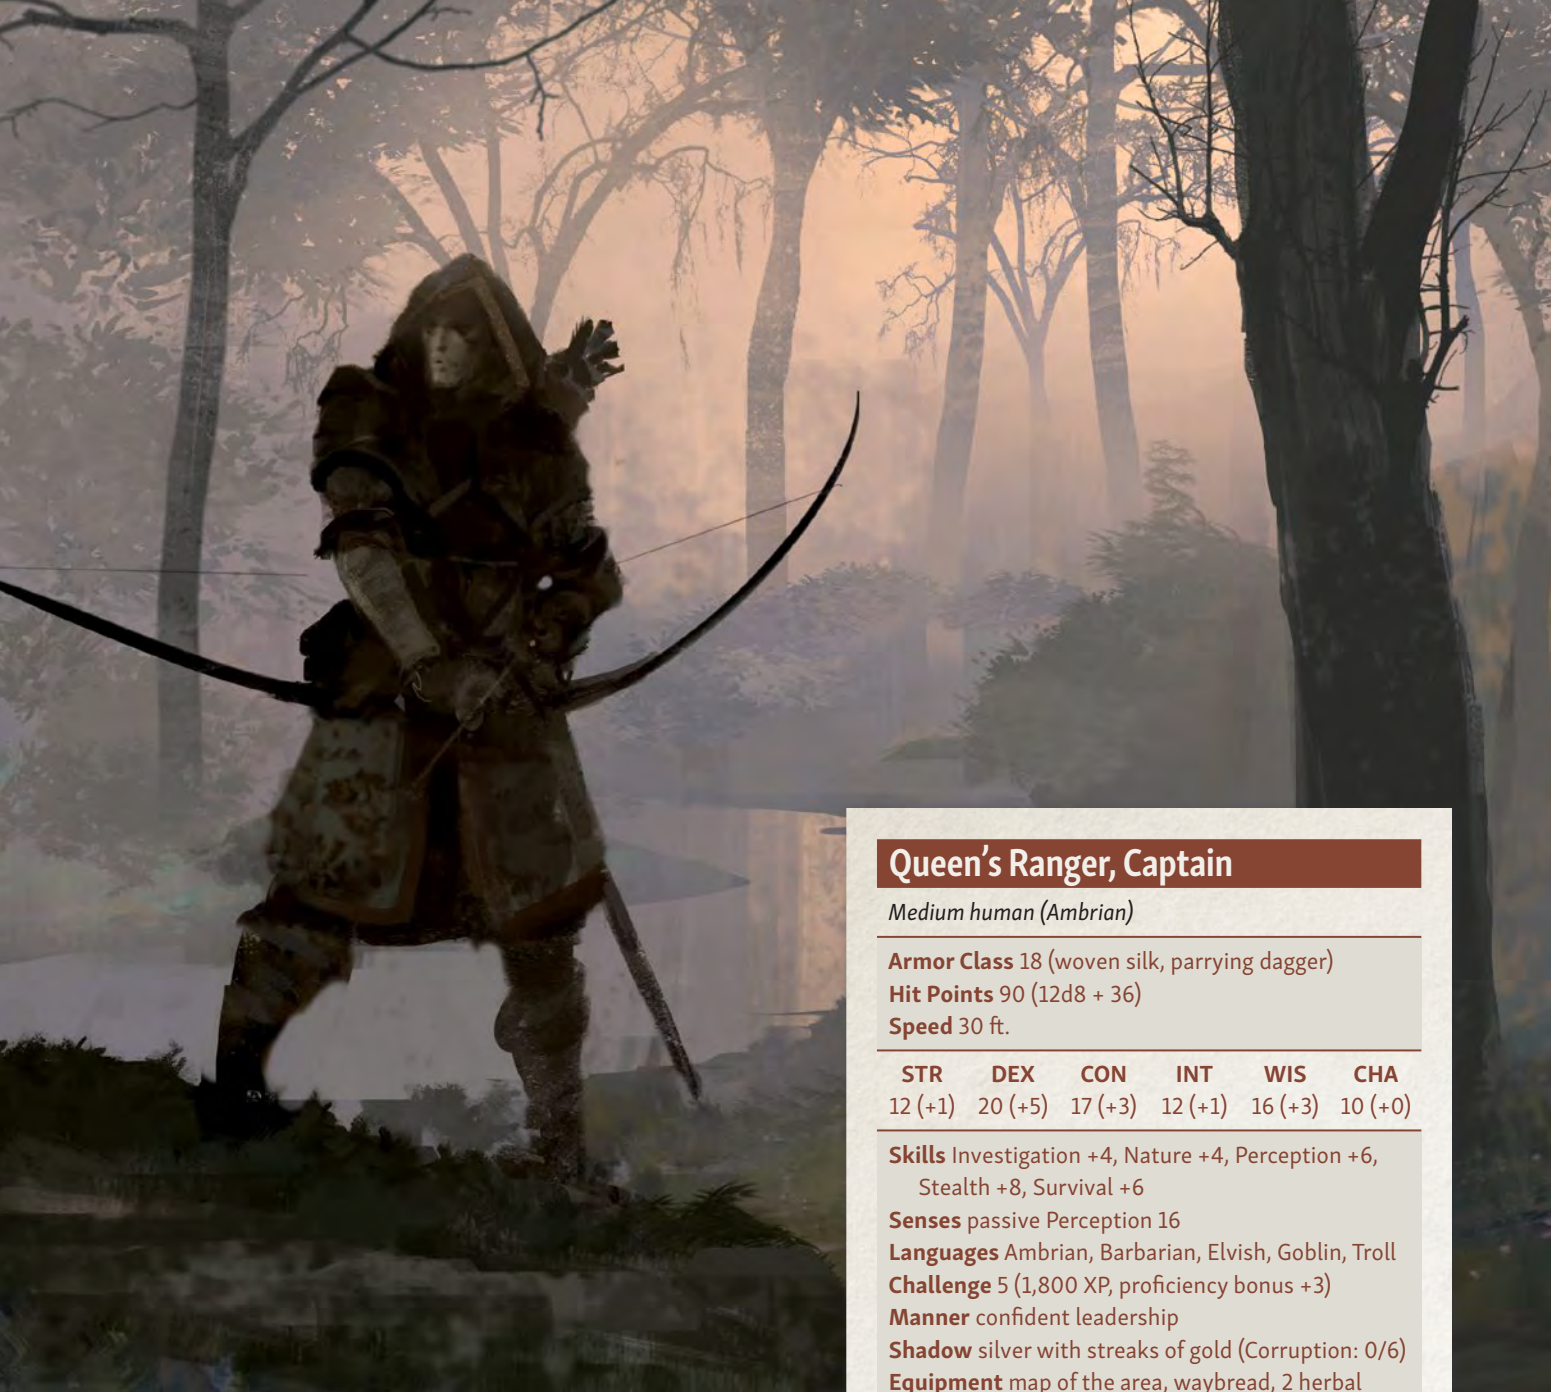 Queen's Ranger, Captain
Medium human (Ambrian)
Armor Class 18 (woven silk, parrying dagger)
Hit Points 90 (12d8 + 36)
Speed 30 ft.
STR DEX CON INT WIS CHA
12 (+1) 20 (+5) 17 (+3) 12 (+1) 16 (+3) 10 (+0)
Skills Investigation +4, Nature +4, Perception +6,
Stealth +8, Survival +6
Senses passive Perception 16
Languages Ambrian, Barbarian, Elvish, Goblin, Troll
Challenge 5 (1,800 XP, proficiency bonus +3)
Manner confident leadership
Shadow silver with streaks of gold (Corruption: 0/6)
Equipment map of the area, waybread, 2 herbal